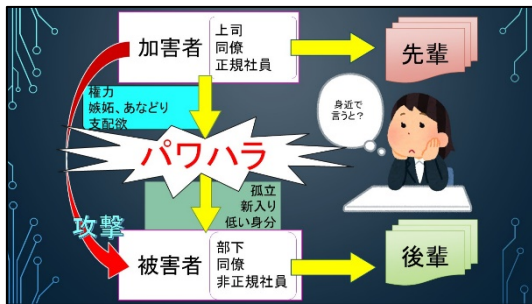 加害者
上司
同僚
正規社員
先輩
権力
嫉妬、あなどり
支配欲
身近で
言うと?
パワハラ
孤立
新入り
低い身分
攻撃
被害者
部下
同僚
非正規社員
後輩